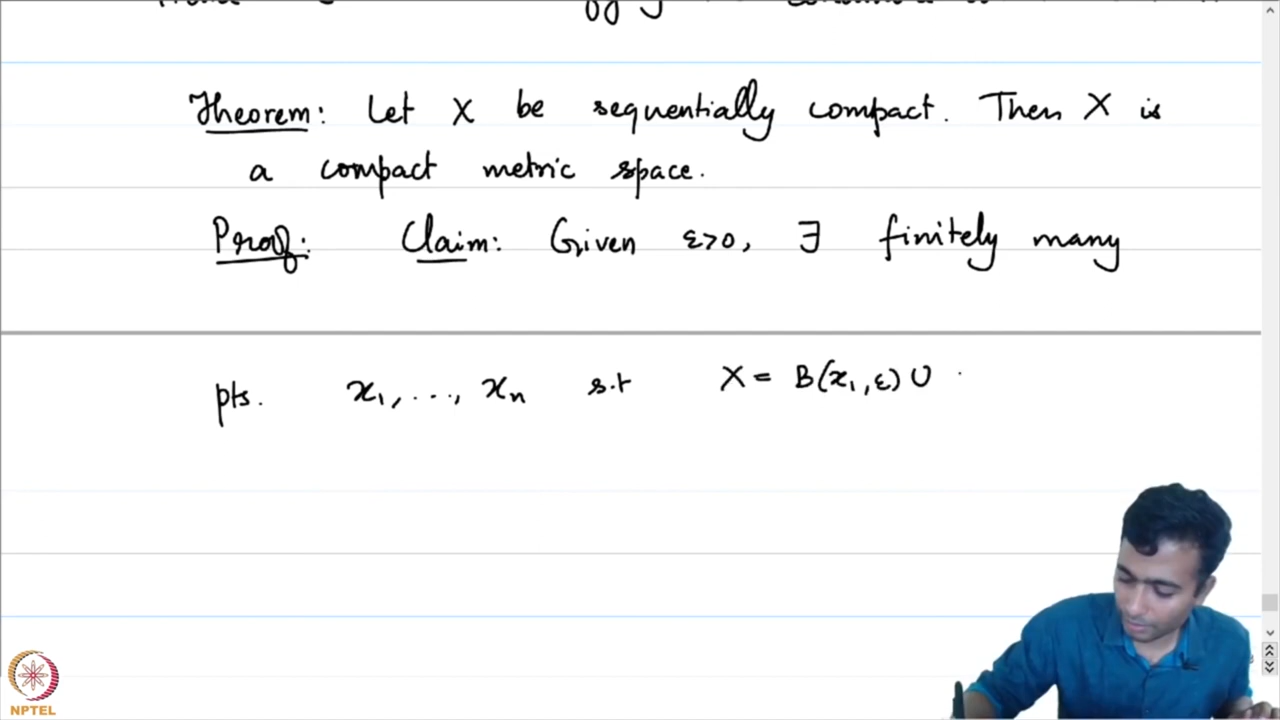 Theorem: Let X be sequentially compact. Then X is
a compact metric space.
Proof: Claim: Given ε>0, ∃ finitely many
pts. x₁, ..., xₙ s.t X = B(x₁, ε) ∪ .
NPTEL